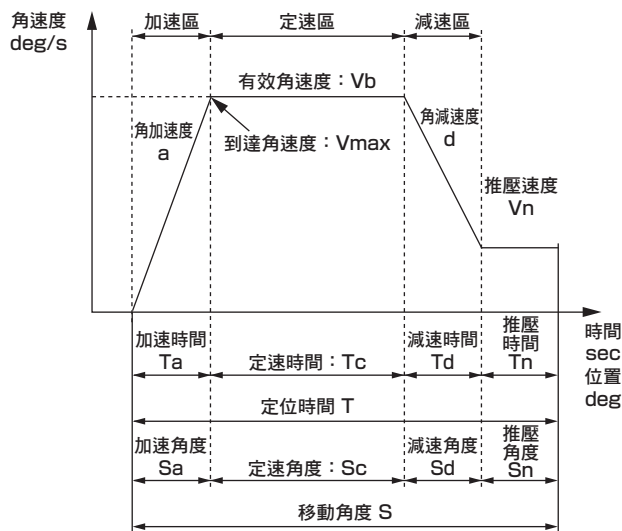 角速度
deg/s
加速區
定速區
減速區
有效角速度：Vb
角加速度
a
到達角速度：Vmax
角減速度
d
推壓速度
Vn
加速時間
Ta
定速時間：Tc
減速時間
Td
推壓
時間
Tn
時間
sec
位置
deg
定位時間 T
加速角度
Sa
定速角度：Sc
減速角度
Sd
推壓
角度
Sn
移動角度 S